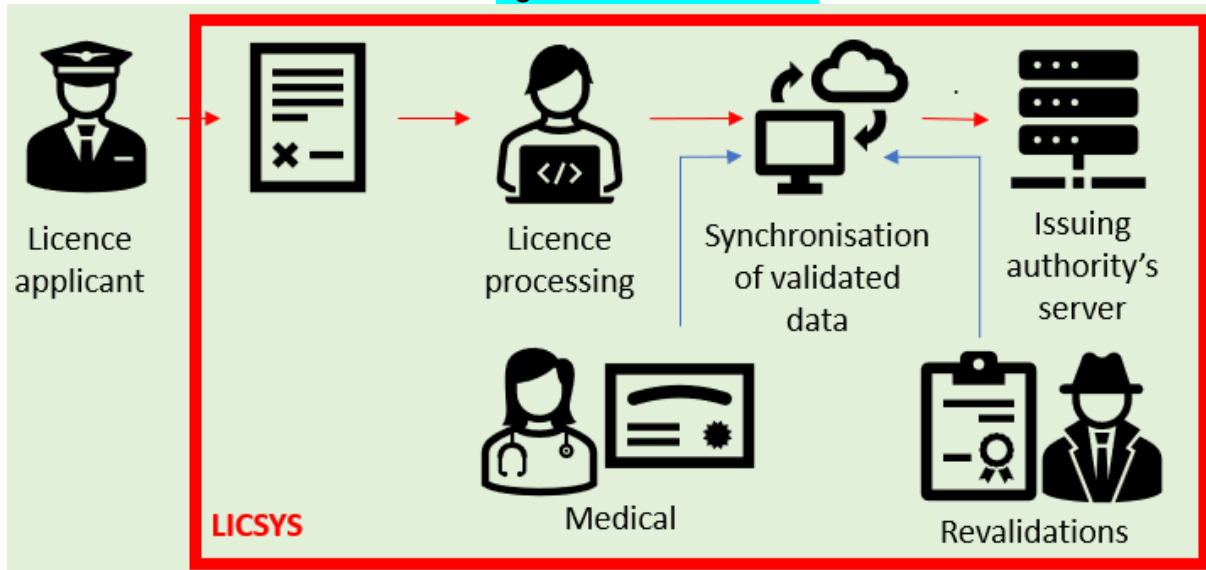 Licence
applicant
Licence
processing
Synchronisation
of validated
data
Issuing
authority's
server
Medical
Revalidations
LICSYS